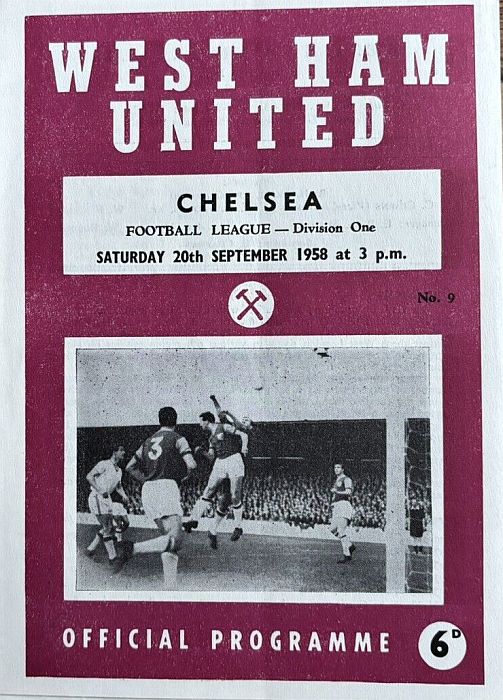 WEST HAM
UNITED
CHELSEA
FOOTBALL LEAGUE — Division One
SATURDAY 20th SEPTEMBER 1958 at 3 p.m.
No. 9
3
OFFICIAL PROGRAMME
6D